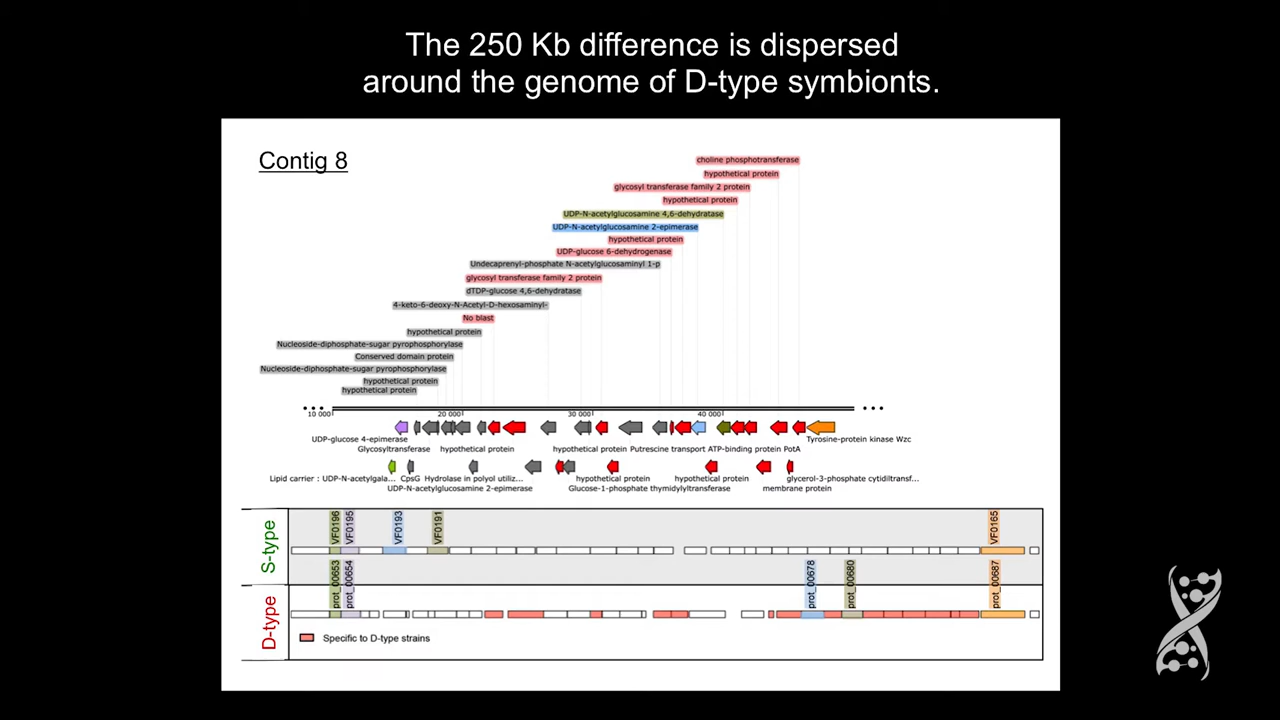 The 250 Kb difference is dispersed
around the genome of D-type symbionts.
Contig 8
choline phosphotransferase
hypothetical protein
glycosyl transferase family 2 protein
hypothetical protein
UDP-N-acetylglucosamine 4,6-dehydratase
UDP-N-acetylglucosamine 2-epimerase
hypothetical protein
UDP-glucose 6-dehydrogenase
Undecaprenyl-phosphate N-acetylglucosaminyl 1-p
glycosyl transferase family 2 protein
dTDP-glucose 4,6-dehydratase
4-keto-6-deoxy-N-Acetyl-D-hexosaminyl-
No blast
hypothetical protein
Nucleoside-diphosphate-sugar pyrophosphorylase
Conserved domain protein
Nucleoside-diphosphate-sugar pyrophosphorylase
hypothetical protein
hypothetical protein
10 000 20 000 30 000 40 000
UDP-glucose 4-epimerase Tyrosine-protein kinase Wzc
Glycosyltransferase hypothetical protein hypothetical protein Putrescine transport ATP-binding protein PotA
Lipid carrier : UDP-N-acetylgala... CpsG Hydrolase in polyol utiliz... hypothetical protein hypothetical protein glycerol-3-phosphate cytidiltransf...
UDP-N-acetylglucosamine 2-epimerase Glucose-1-phosphate thymidylyltransferase membrane protein
S-type VF0196 VF0195 VF0193 VF0191 VF0165
D-type prot_00653 prot_00654 prot_00678 prot_00680 prot_00687
Specific to D-type strains